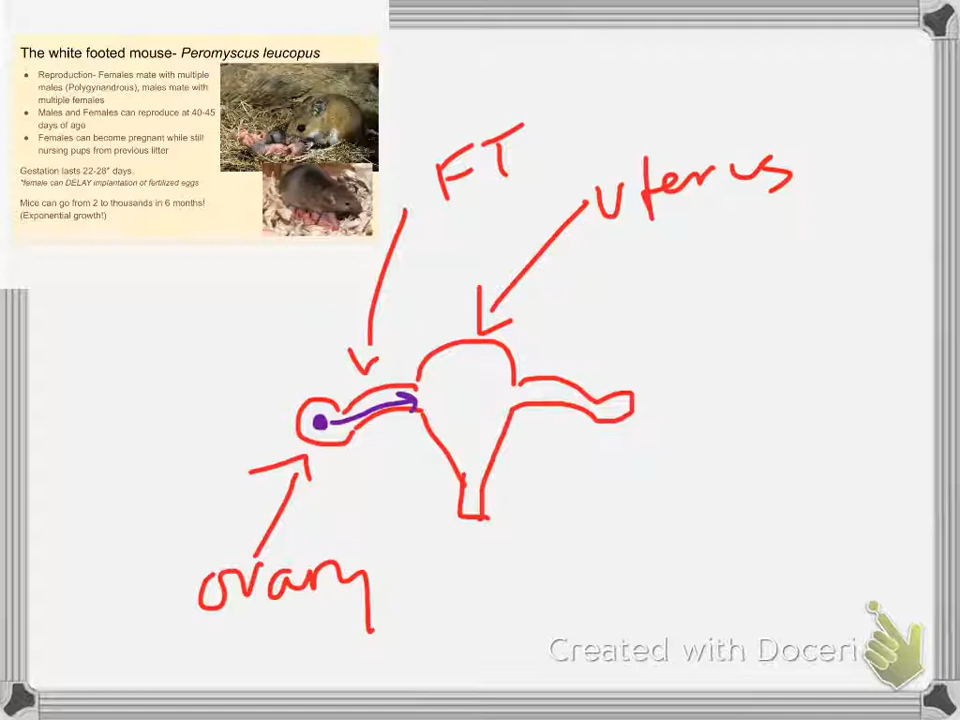 The white footed mouse- Peromyscus leucopus
● Reproduction- Females mate with multiple
males (Polygynandrous), males mate with
multiple females
● Males and Females can reproduce at 40-45
days of age
● Females can become pregnant while still
nursing pups from previous litter
Gestation lasts 22-28* days.
*female can DELAY implantation of fertilized eggs
Mice can go from 2 to thousands in 6 months!
(Exponential growth!)
FT
uterus
ovary
Created with Doceri